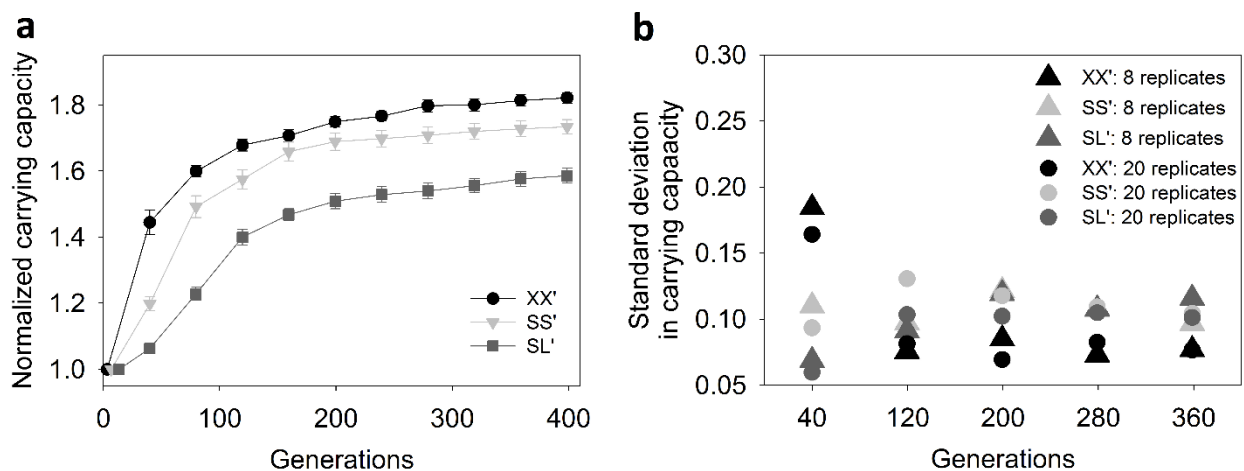 a
Normalized carrying capacity
1.8
1.6
1.4
1.2
1.0
0
100
200
300
400
Generations
XX'
SS'
SL'
b
Standard deviation
in carrying capaacity
0.30
0.25
0.20
0.15
0.10
0.05
40
120
200
280
360
Generations
XX': 8 replicates
SS': 8 replicates
SL': 8 replicates
XX': 20 replicates
SS': 20 replicates
SL': 20 replicates